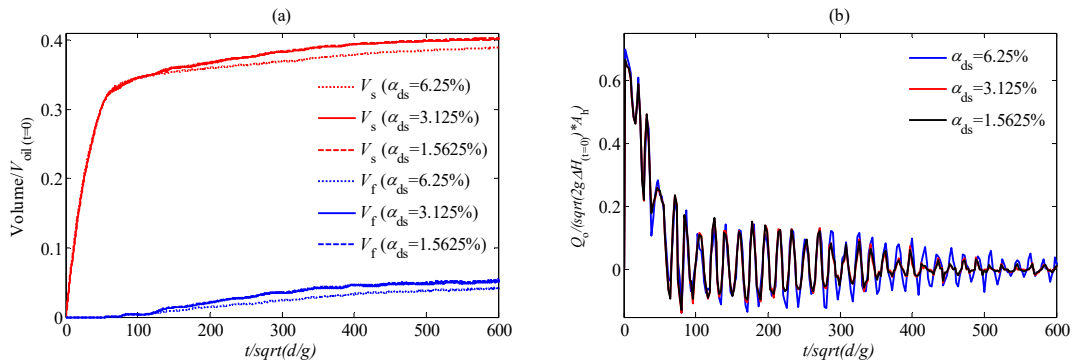 (a)
0.4
0.3
0.2
0.1
0
Volume/V_oil (t=0)
V_s (α_ds=6.25%)
V_s (α_ds=3.125%)
V_s (α_ds=1.5625%)
V_f (α_ds=6.25%)
V_f (α_ds=3.125%)
V_f (α_ds=1.5625%)
0 100 200 300 400 500 600
t/sqrt(d/g)
(b)
0.6
0.4
0.2
0
Q_o/(sqrt(2g ΔH_(t=0))*A_h)
α_ds=6.25%
α_ds=3.125%
α_ds=1.5625%
0 100 200 300 400 500 600
t/sqrt(d/g)